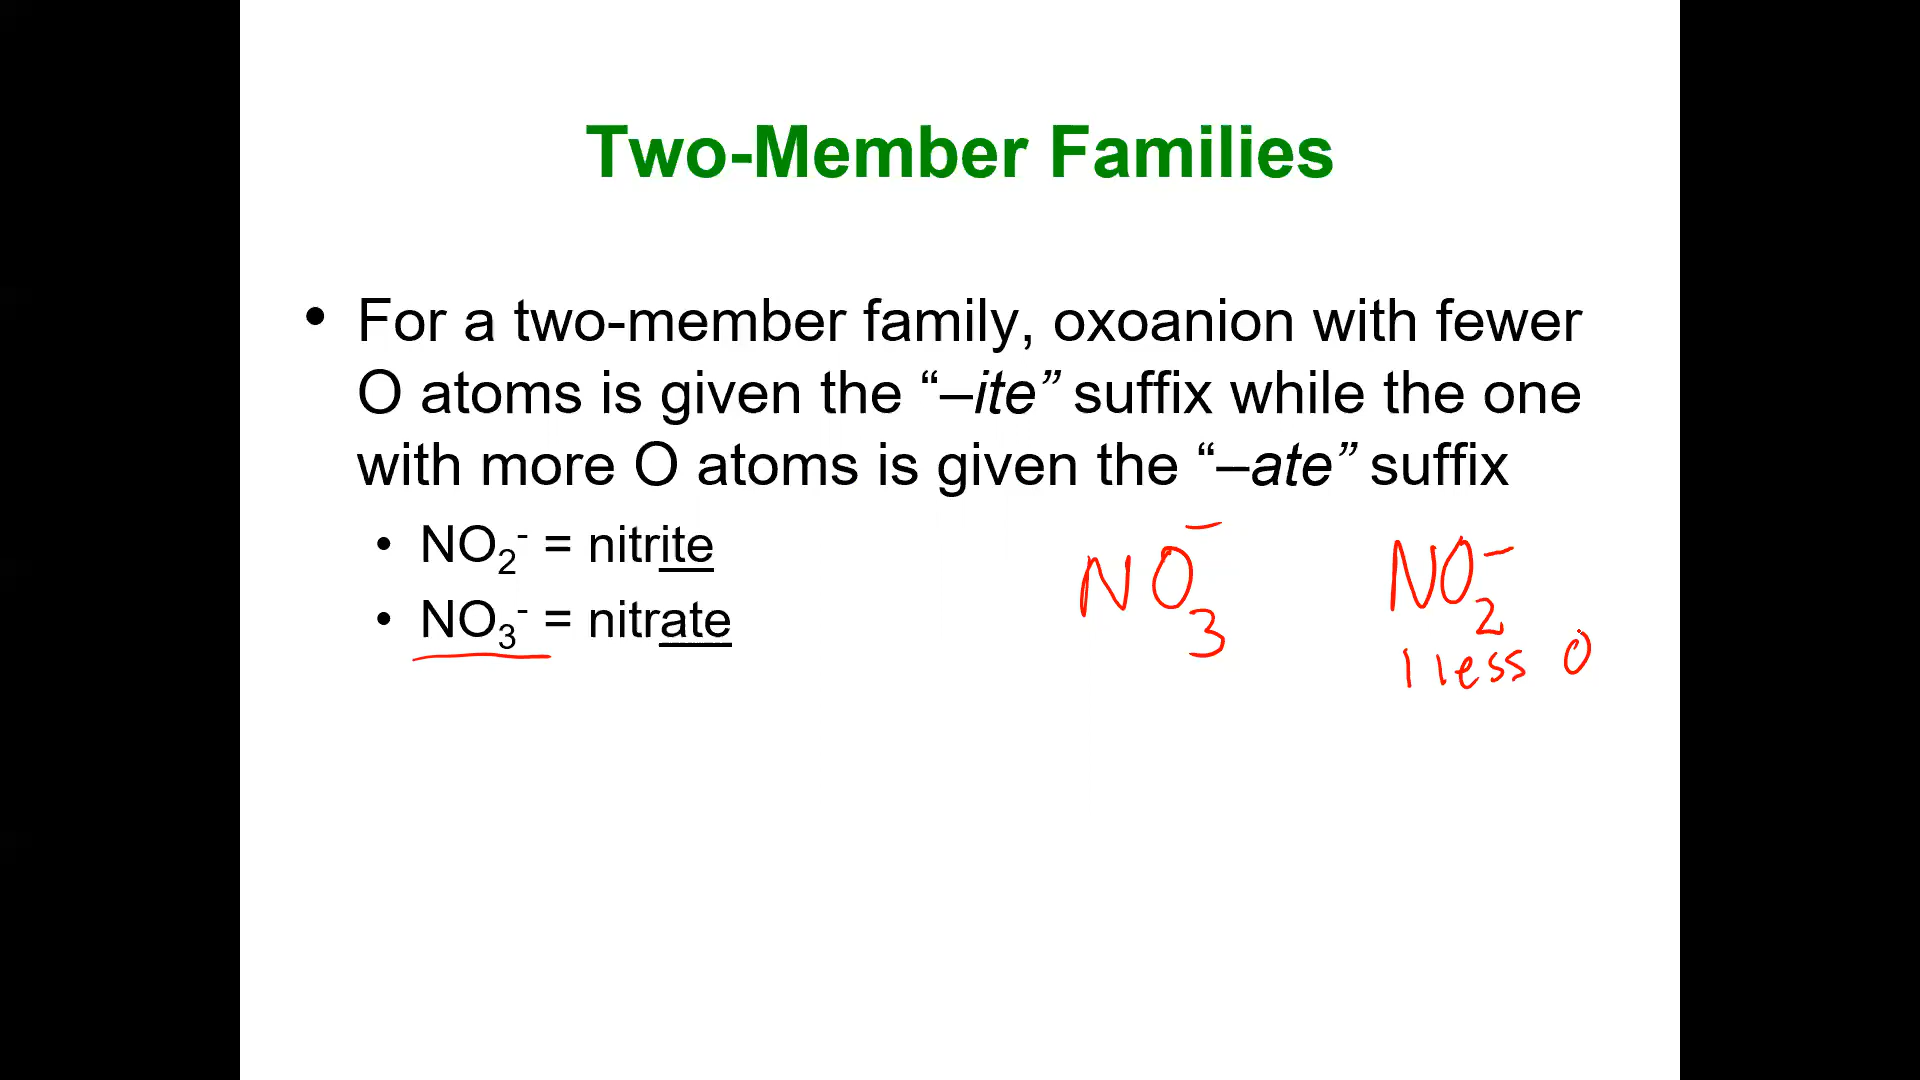 Two-Member Families
• For a two-member family, oxoanion with fewer
O atoms is given the “–ite” suffix while the one
with more O atoms is given the “–ate” suffix
• NO₂⁻ = nitrite
• NO₃⁻ = nitrate
NO₃⁻
NO₂⁻
1 less O